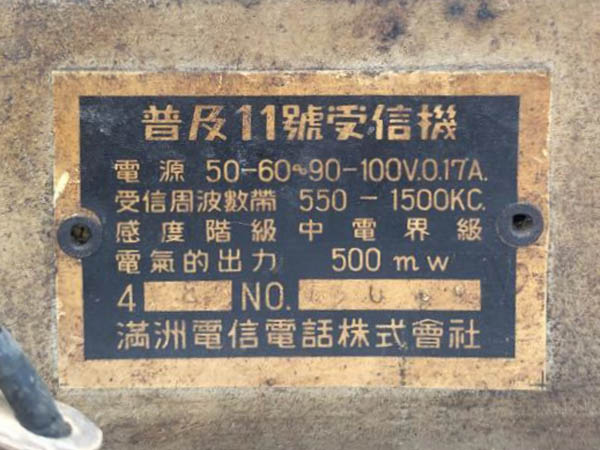 普及11號受信機
電源 50-60~90-100V.0.17A.
受信周波數帶 550-1500KC.
感度階級中電界級
電氣的出力 500mw
4 NO.
滿洲電信電話株式會社